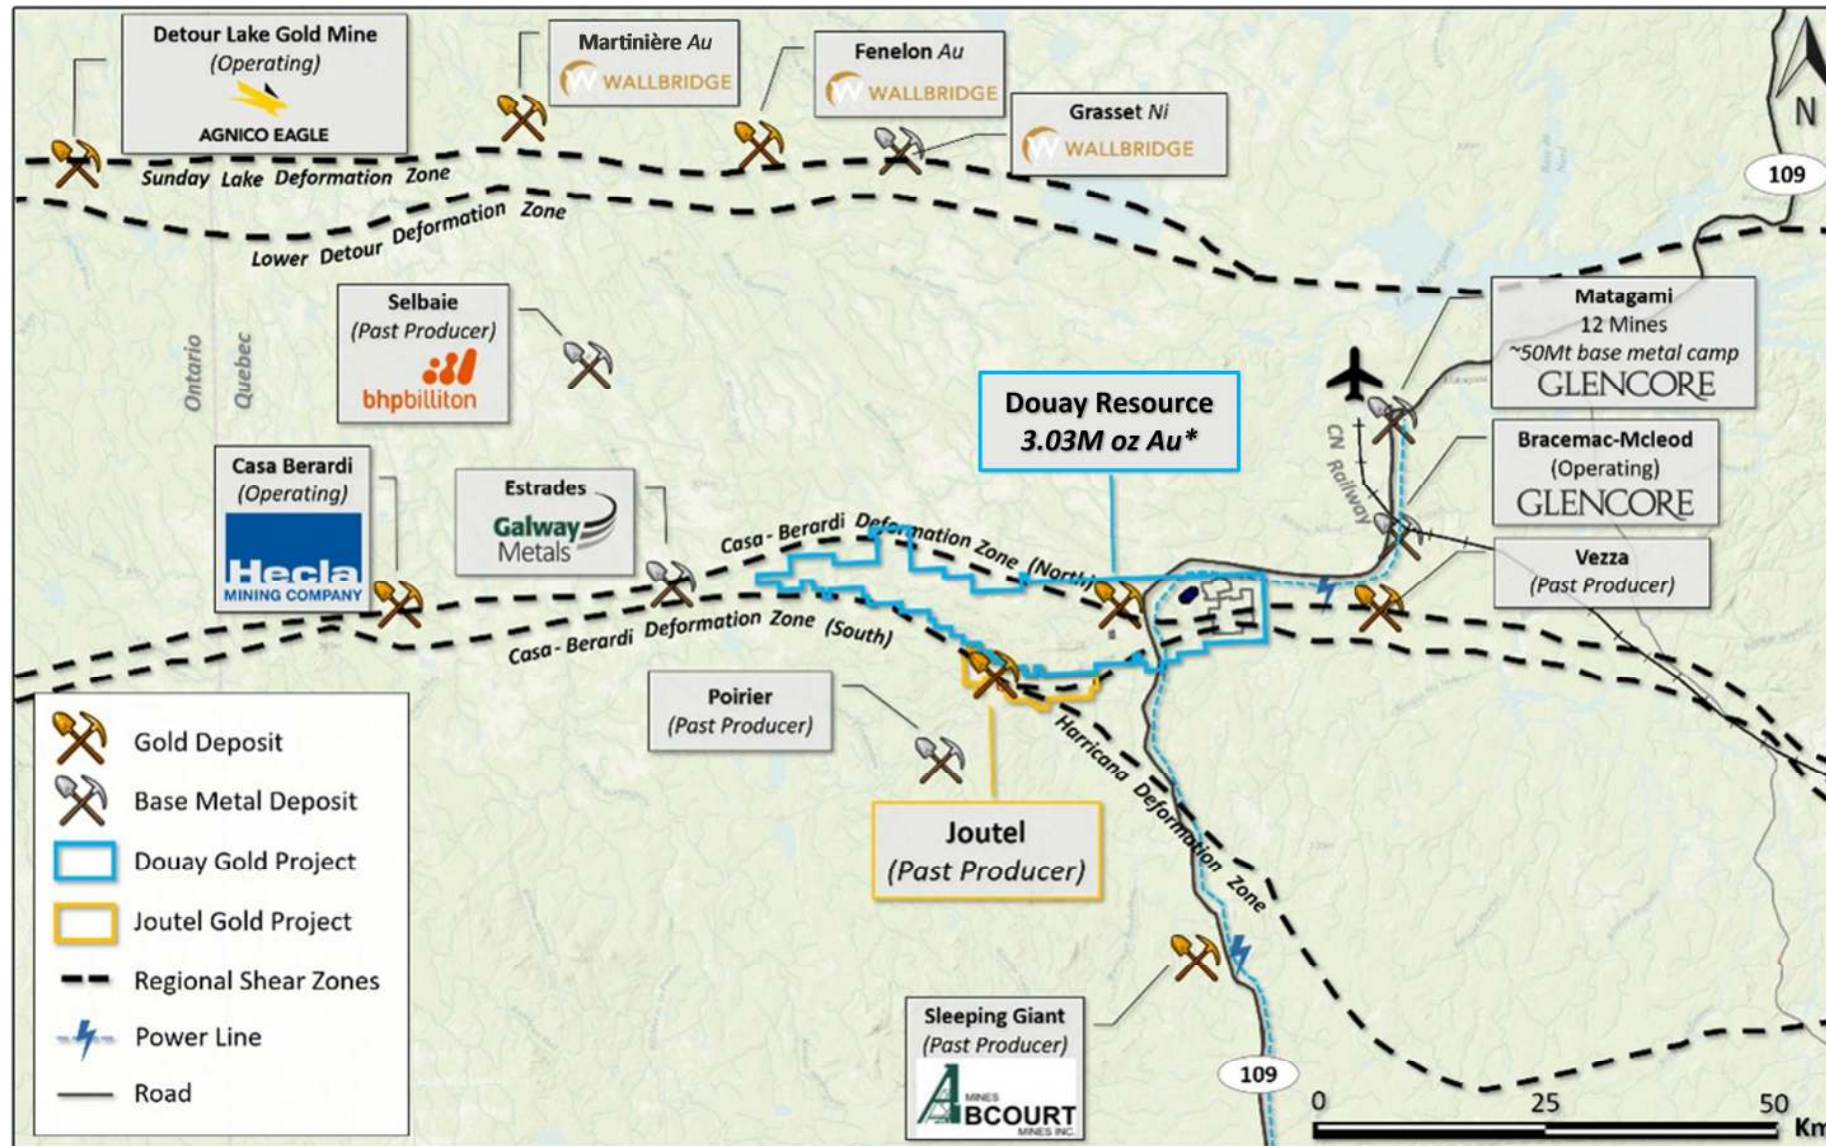 Detour Lake Gold Mine
(Operating)
AGNICO EAGLE
Martinière Au
WALLBRIDGE
Fenelon Au
WALLBRIDGE
Grasset Ni
WALLBRIDGE
N
109
Sunday Lake Deformation Zone
Lower Detour Deformation Zone
Ontario
Quebec
Selbaie
(Past Producer)
bhpbilliton
Matagami
12 Mines
~50Mt base metal camp
GLENCORE
Douay Resource
3.03M oz Au*
CN Railway
Bracemac-Mcleod
(Operating)
GLENCORE
Casa Berardi
(Operating)
Hecla
MINING COMPANY
Estrades
Galway
Metals
Casa-Berardi Deformation Zone (North)
Vezza
(Past Producer)
Casa-Berardi Deformation Zone (South)
Poirier
(Past Producer)
Harricana Deformation Zone
Joutel
(Past Producer)
Gold Deposit
Base Metal Deposit
Douay Gold Project
Joutel Gold Project
Regional Shear Zones
Power Line
Road
Sleeping Giant
(Past Producer)
MINES
ABCOURT
MINES INC.
109
0 25 50
Km